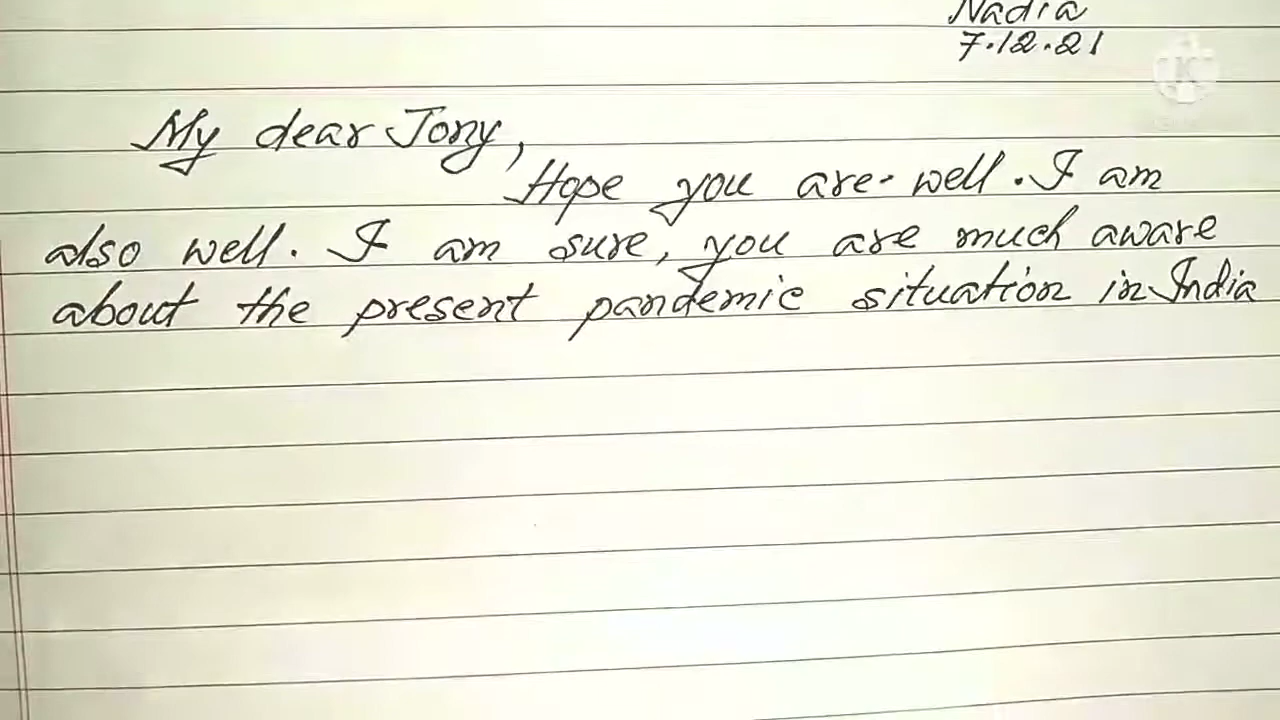 Nadia
7.12.21
My dear Tony,
Hope you are. well. I am
also well. I am sure, you are much aware
about the present pandemic situation in India